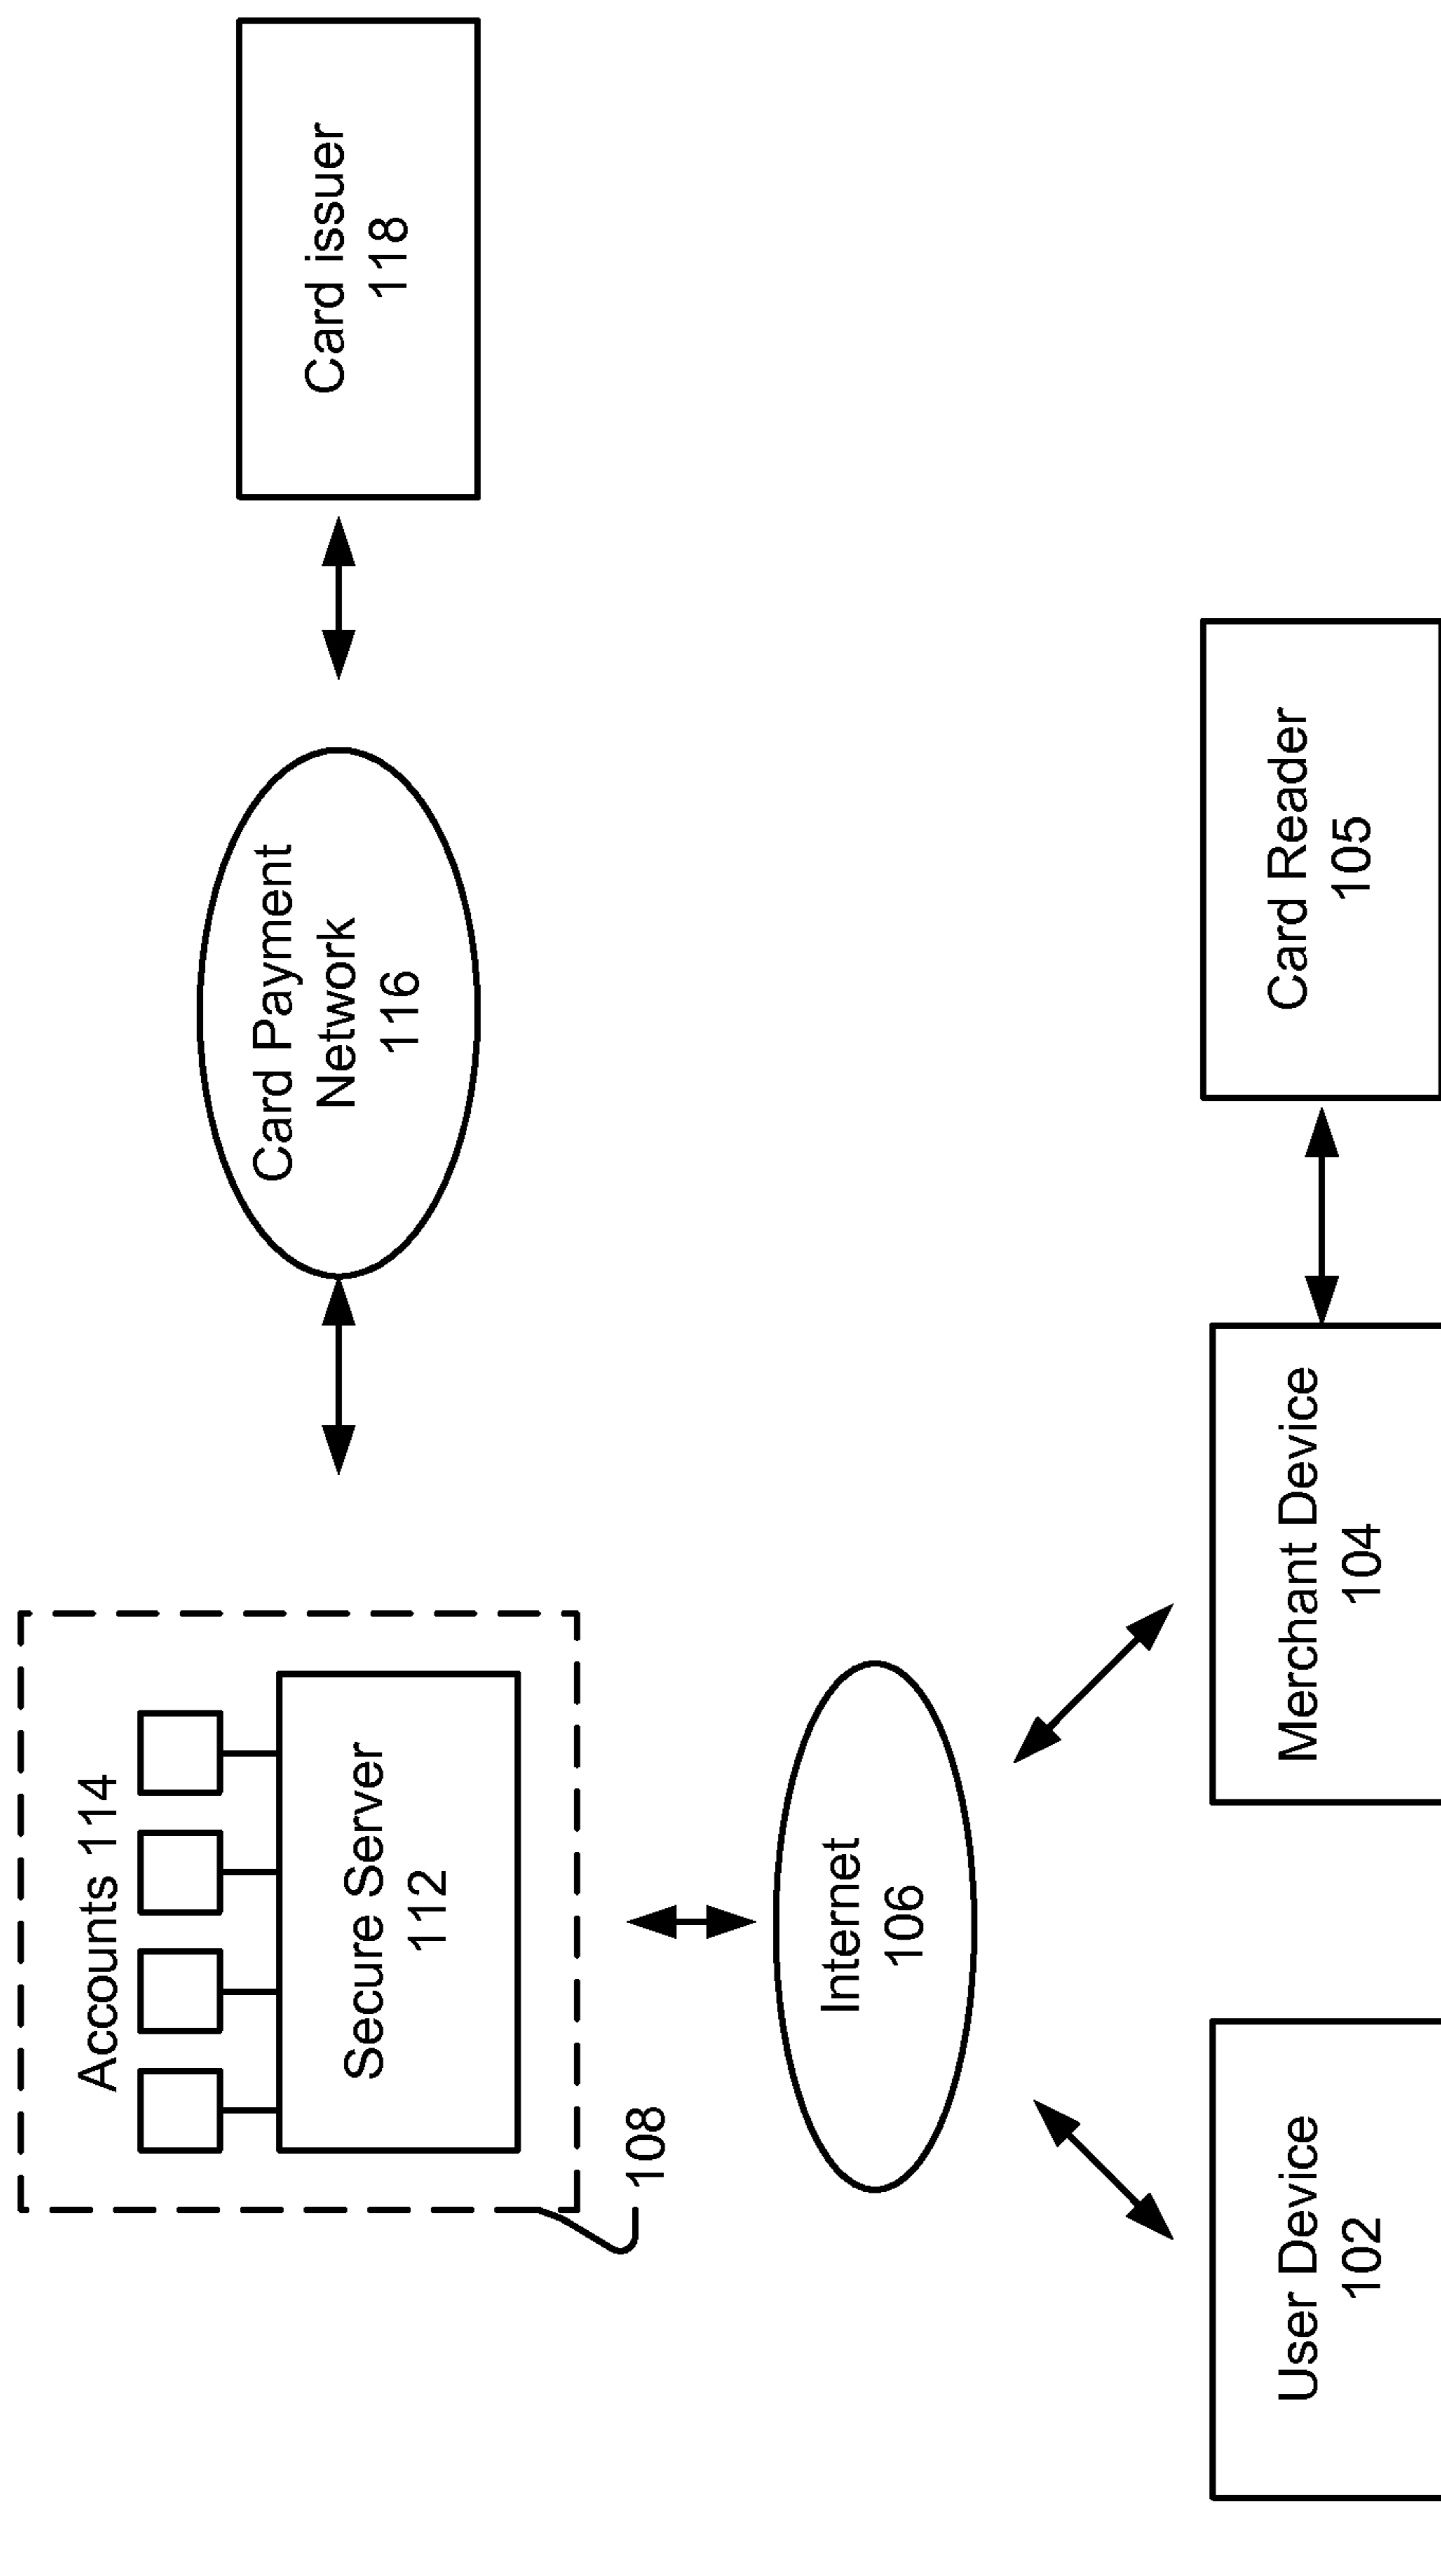 Accounts 114
Secure Server
112
108
Card Payment
Network
116
Card issuer
118
Internet
106
User Device
102
Merchant Device
104
Card Reader
105